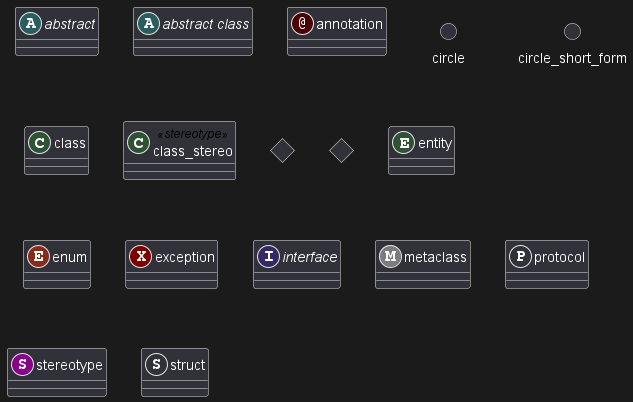 A abstract
A abstract class
@ annotation
circle
circle_short_form
C class
«stereotype»
C class_stereo
E entity
E enum
X exception
I interface
M metaclass
P protocol
S stereotype
S struct